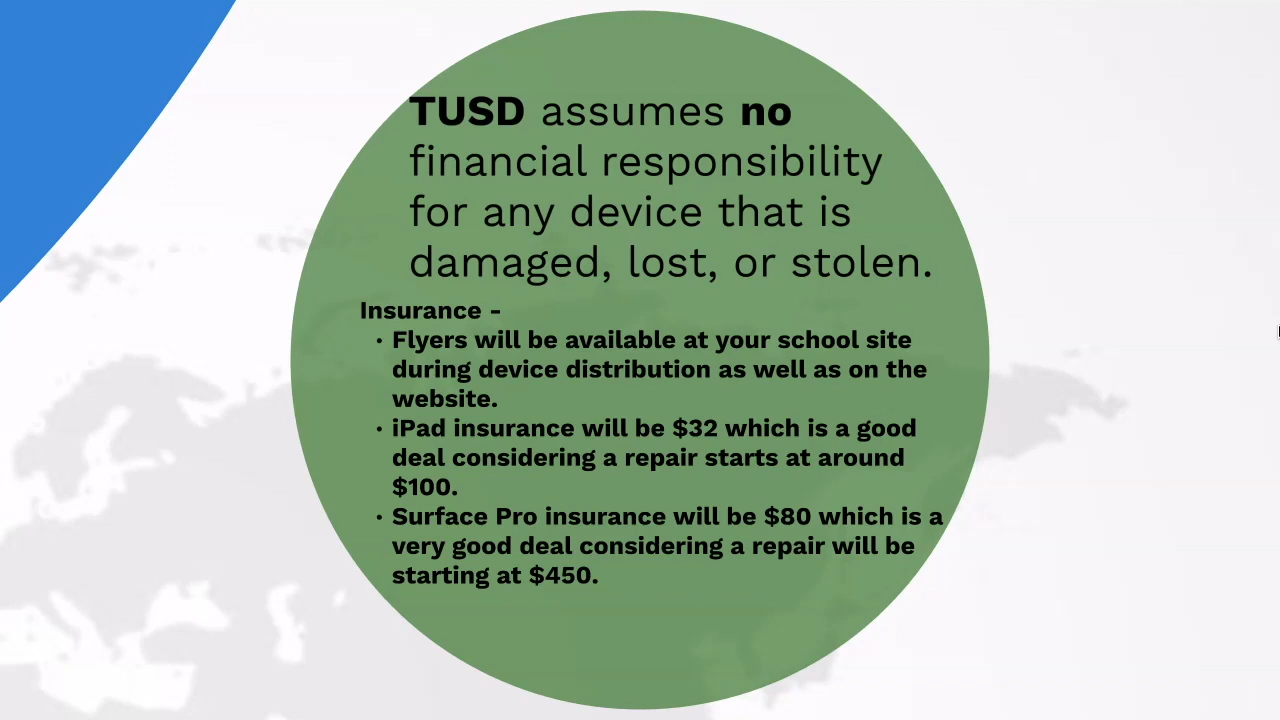 TUSD assumes no
financial responsibility
for any device that is
damaged, lost, or stolen.
Insurance -
• Flyers will be available at your school site
during device distribution as well as on the
website.
• iPad insurance will be $32 which is a good
deal considering a repair starts at around
$100.
• Surface Pro insurance will be $80 which is a
very good deal considering a repair will be
starting at $450.